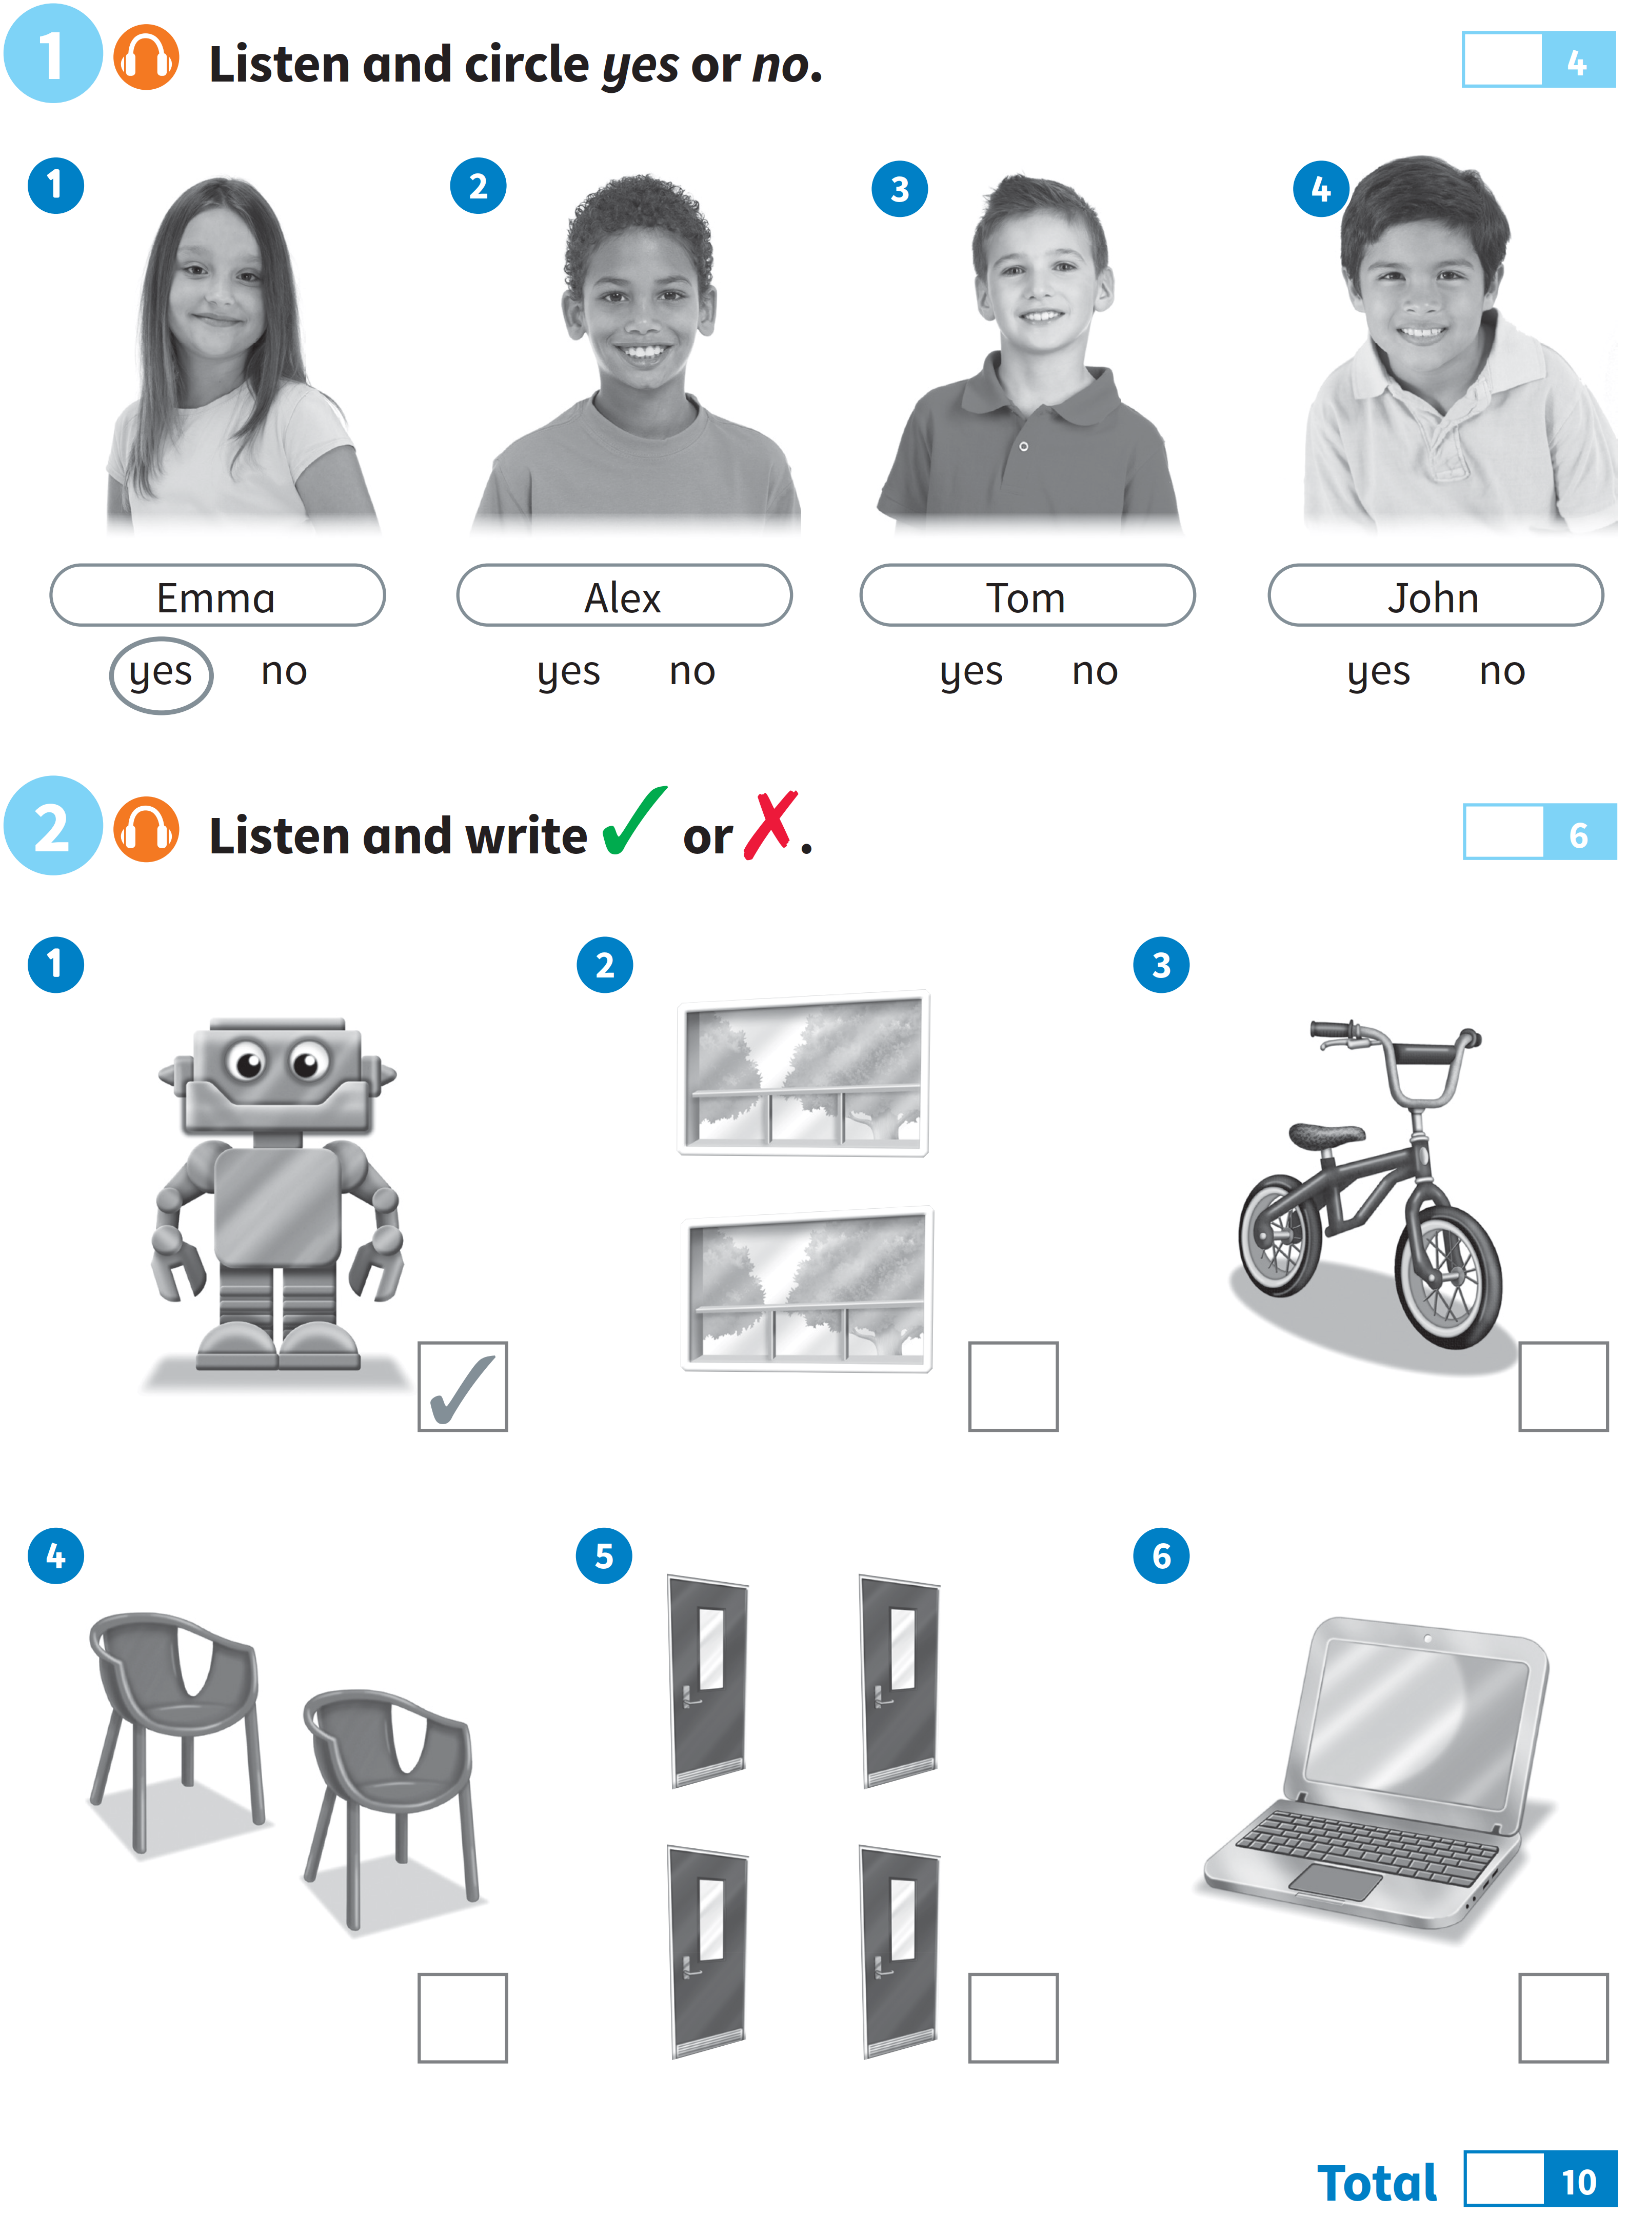 1 Listen and circle yes or no. 4
1 2 3 4
Emma Alex Tom John
yes no yes no yes no yes no
2 Listen and write ✓ or ✗. 6
1 2 3
✓
4 5 6
Total 10